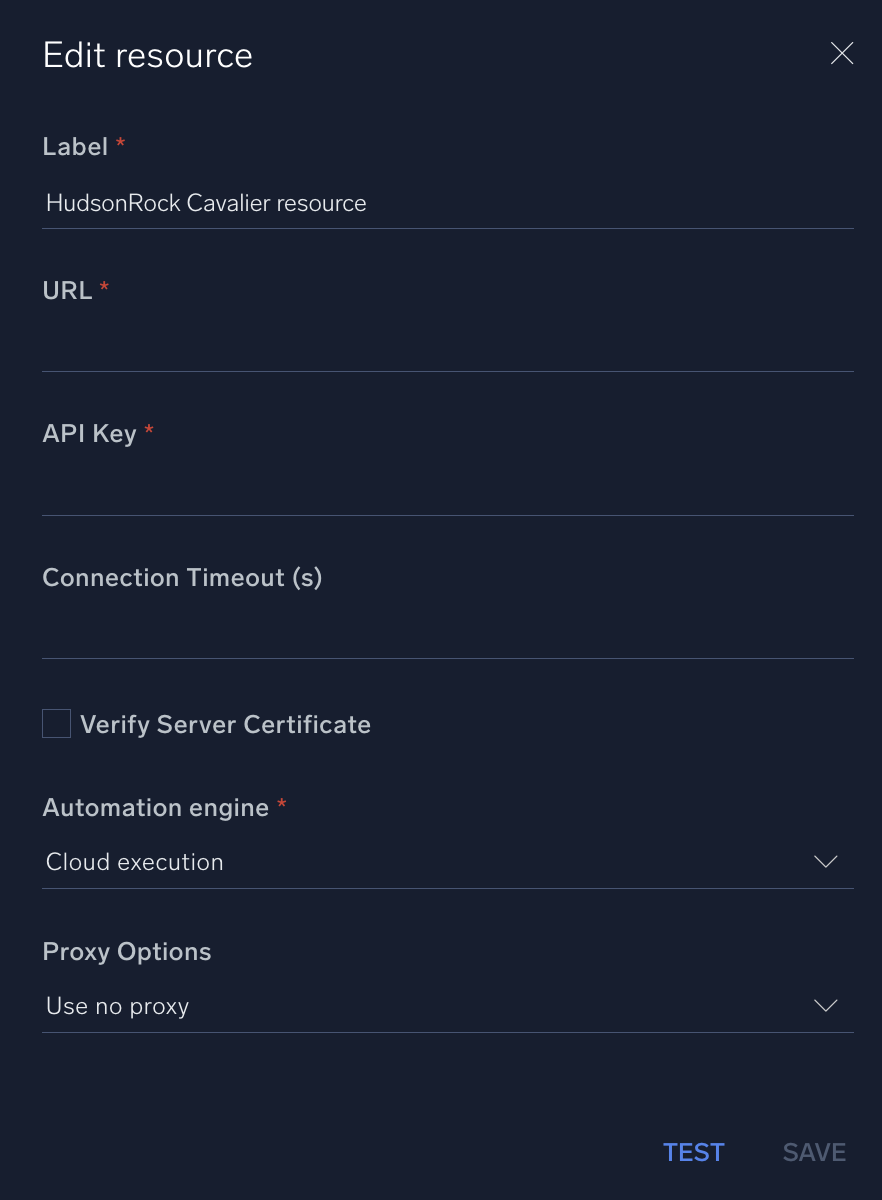 Edit resource
Label *
HudsonRock Cavalier resource
URL *
API Key *
Connection Timeout (s)
Verify Server Certificate
Automation engine *
Cloud execution
Proxy Options
Use no proxy
TEST SAVE